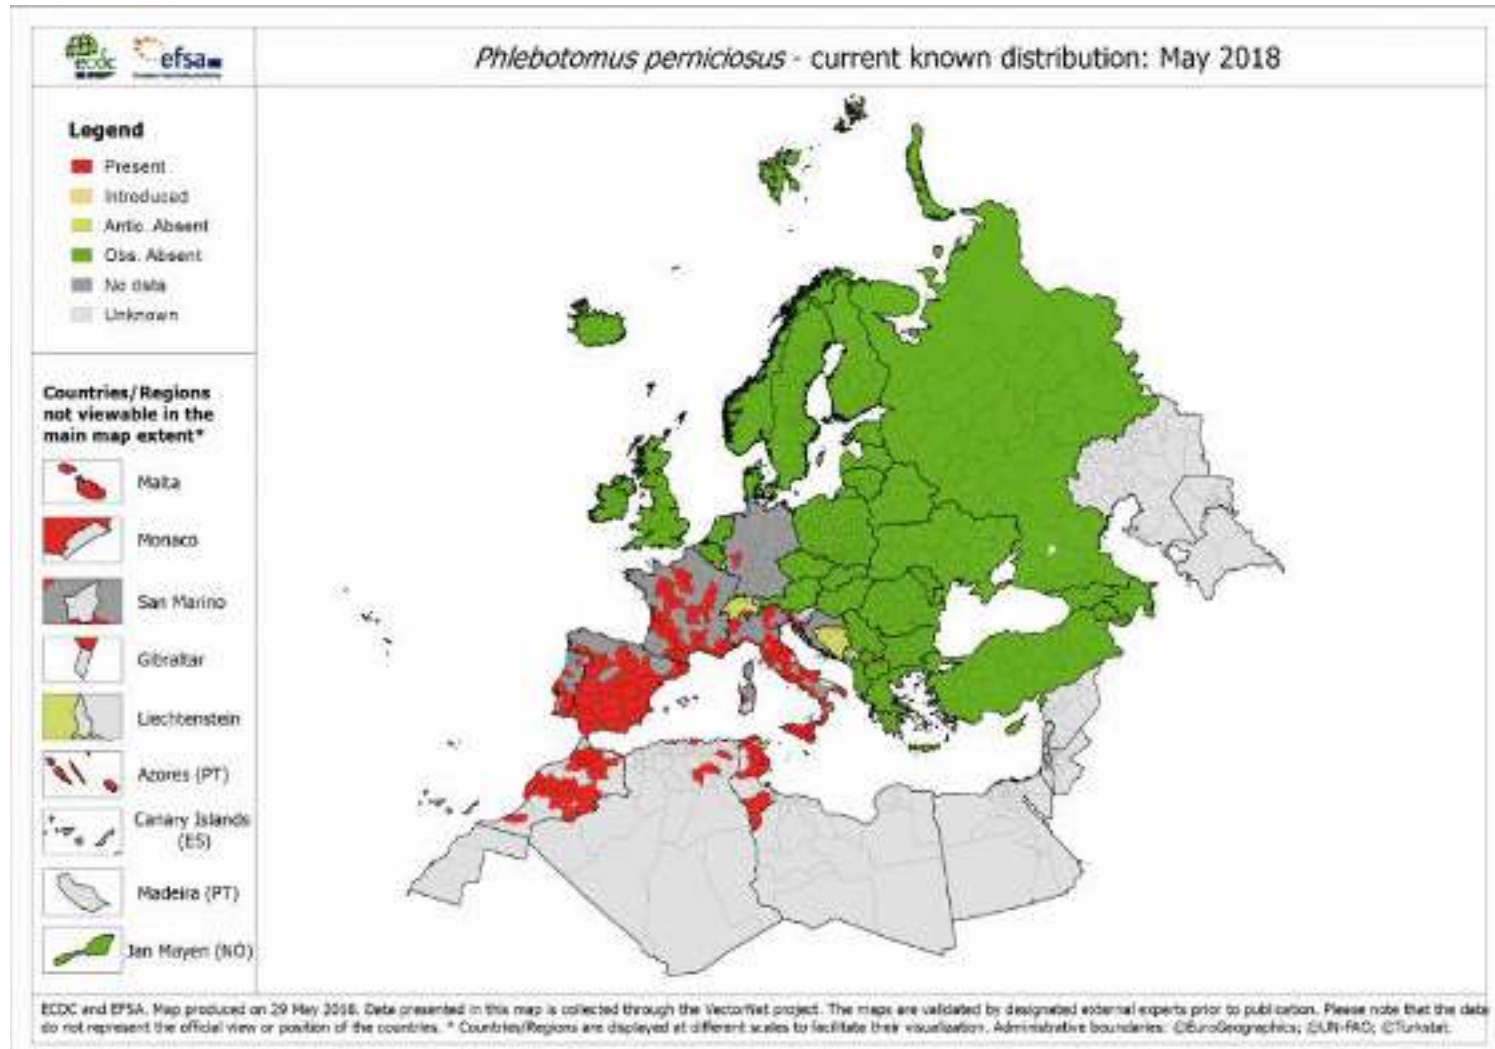 ecdc efsa
Phlebotomus perniciosus - current known distribution: May 2018
Legend
Present
Introduced
Antic. Absent
Obs. Absent
No data
Unknown
Countries/Regions
not viewable in the
main map extent*
Malta
Monaco
San Marino
Gibraltar
Liechtenstein
Azores (PT)
Canary Islands
(ES)
Madeira (PT)
Jan Mayen (NO)
ECDC and EFSA. Map produced on 29 May 2018. Data presented in this map is collected through the VectorNet project. The maps are validated by designated external experts prior to publication. Please note that the data
do not represent the official view or position of the countries. * Countries/Regions are displayed at different scales to facilitate their visualization. Administrative boundaries: ©EuroGeographics; ©UN-FAO; ©Turkstat.